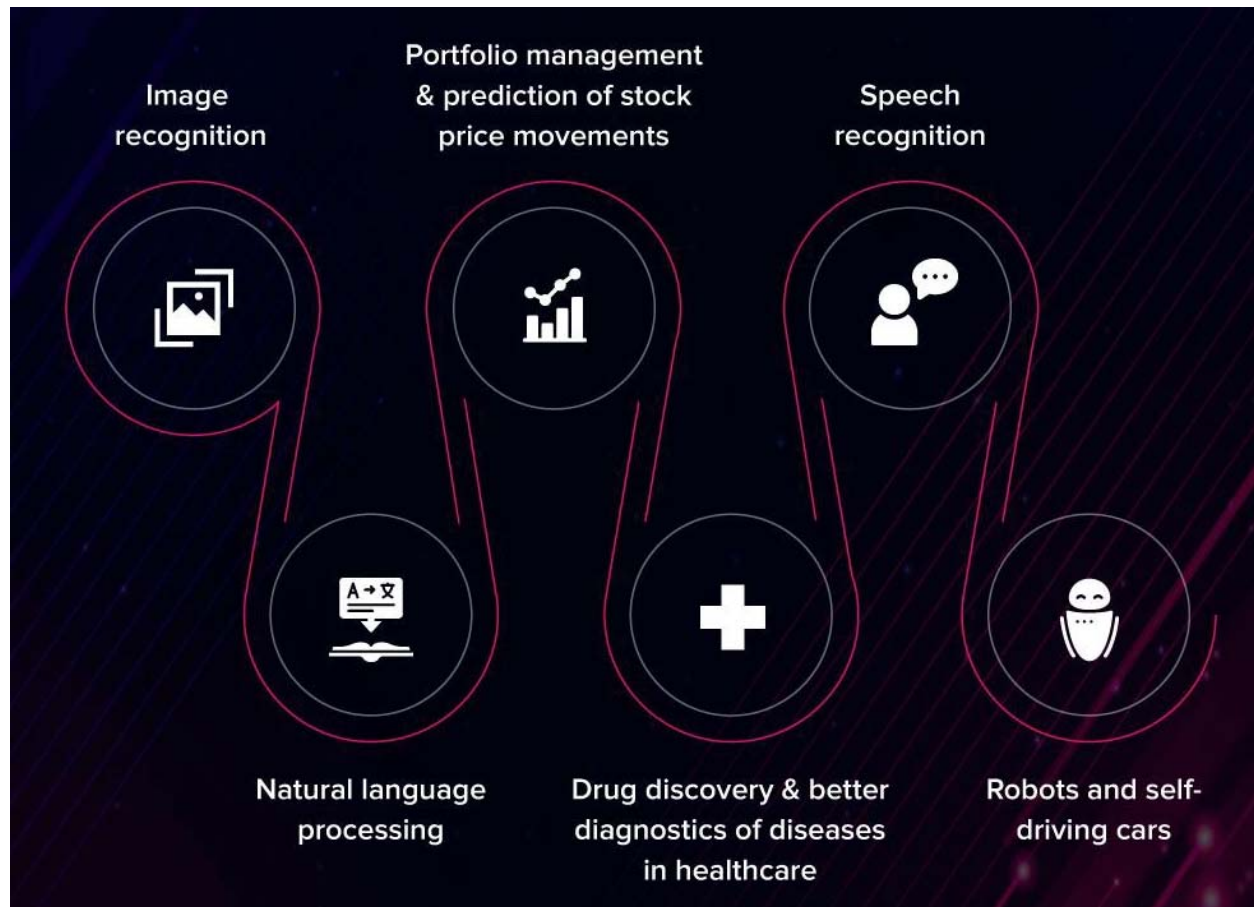 Image
recognition
Portfolio management
& prediction of stock
price movements
Speech
recognition
A → 文
Natural language
processing
Drug discovery & better
diagnostics of diseases
in healthcare
Robots and self-
driving cars